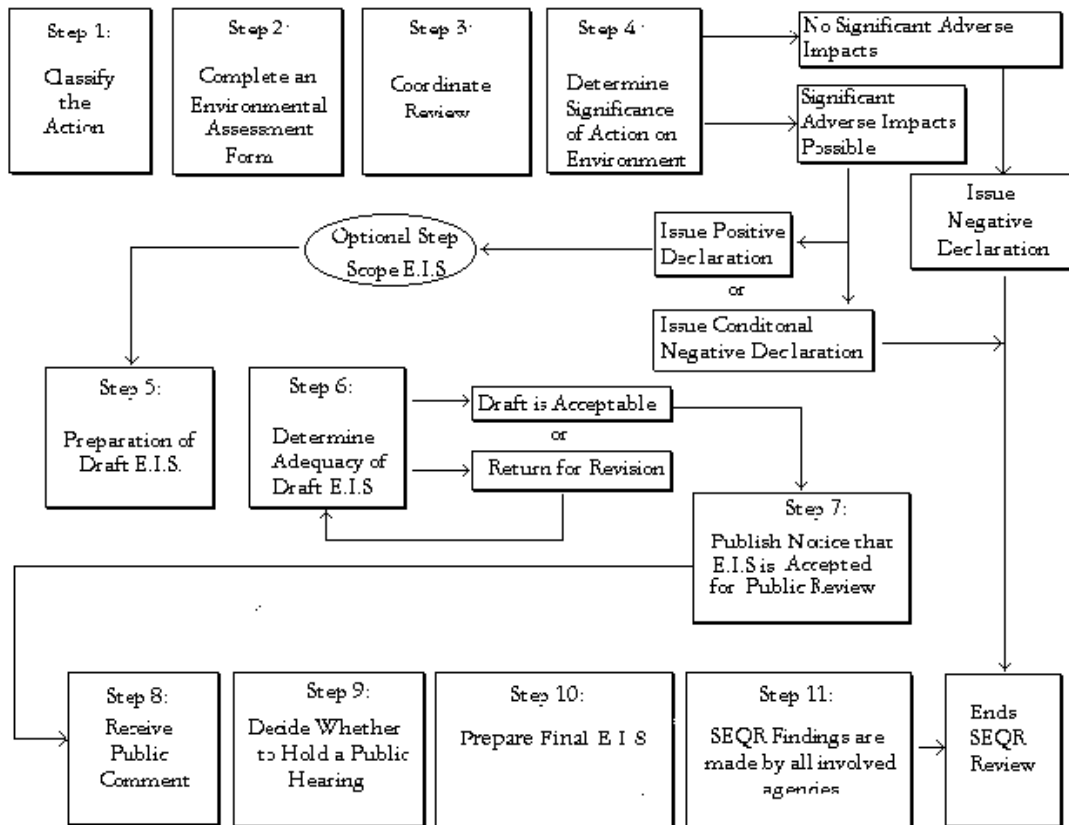 Step 1:
Classify
the
Action
Step 2:
Complete an
Environmental
Assessment
Form
Step 3:
Coordinate
Review
Step 4:
Determine
Significance
of Action on
Environment
No Significant Adverse
Impacts
Significant
Adverse Impacts
Possible
Issue
Negative
Declaration
Issue Positive
Declaration
or
Issue Conditonal
Negative Declaration
Optional Step
Scope E.I.S
Step 5:
Preparation of
Draft E.I.S.
Step 6:
Determine
Adequacy of
Draft E.I.S
Draft is Acceptable
or
Return for Revision
Step 7:
Publish Notice that
E.I.S is Accepted
for Public Review
Step 8:
Receive
Public
Comment
Step 9:
Decide Whether
to Hold a Public
Hearing
Step 10:
Prepare Final E I S
Step 11:
SEQR Findings are
made by all involved
agencies
Ends
SEQR
Review